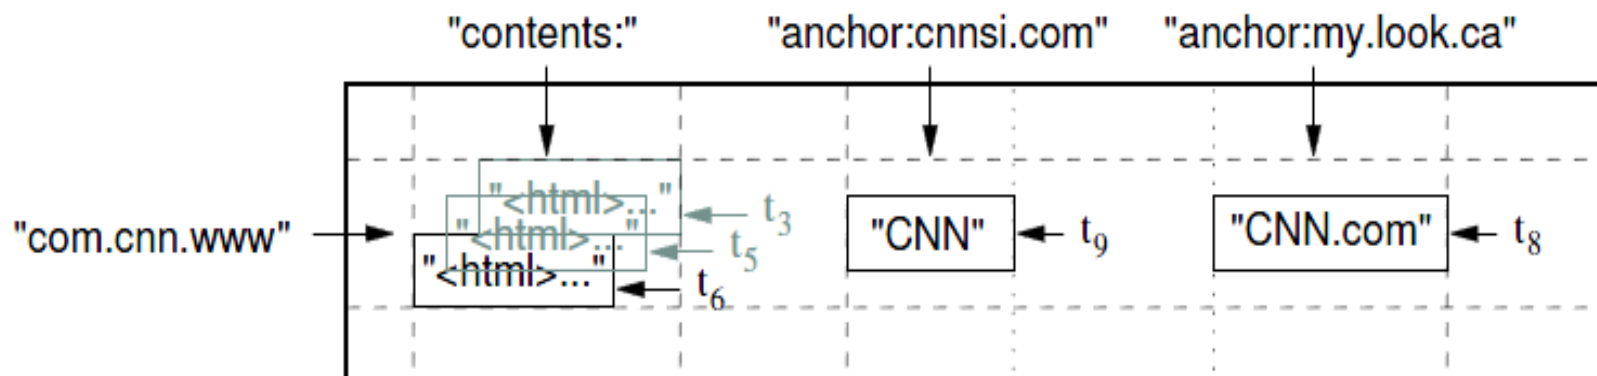 "contents:" "anchor:cnnsi.com" "anchor:my.look.ca"
"<html>..." t3
"com.cnn.www" "<html>..." t5 "CNN" t9 "CNN.com" t8
"<html>..." t6